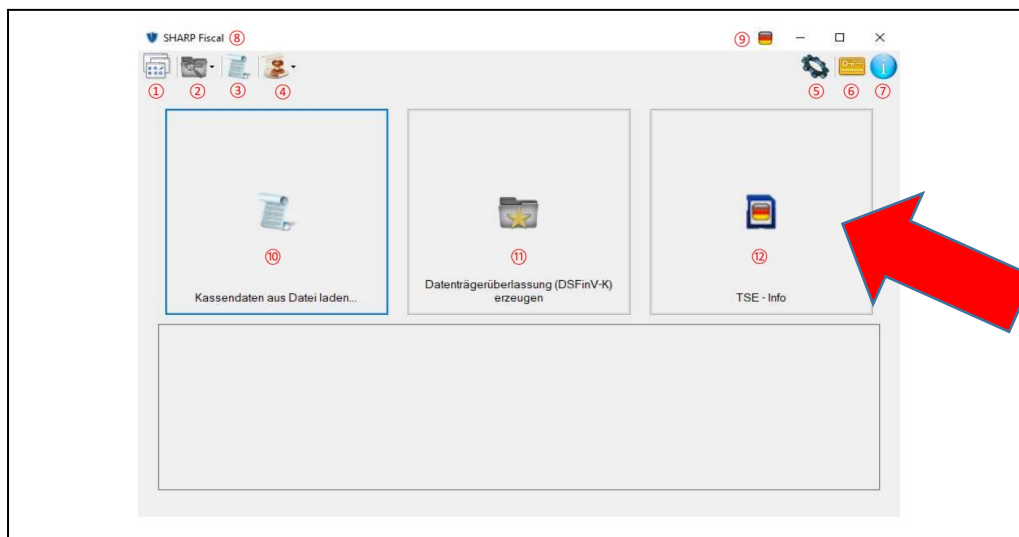 SHARP Fiscal ⑧
⑨
① ② ③ ④ ⑤ ⑥ ⑦
⑩
Kassendaten aus Datei laden...
⑪
Datenträgerüberlassung (DSFinV-K)
erzeugen
⑫
TSE - Info